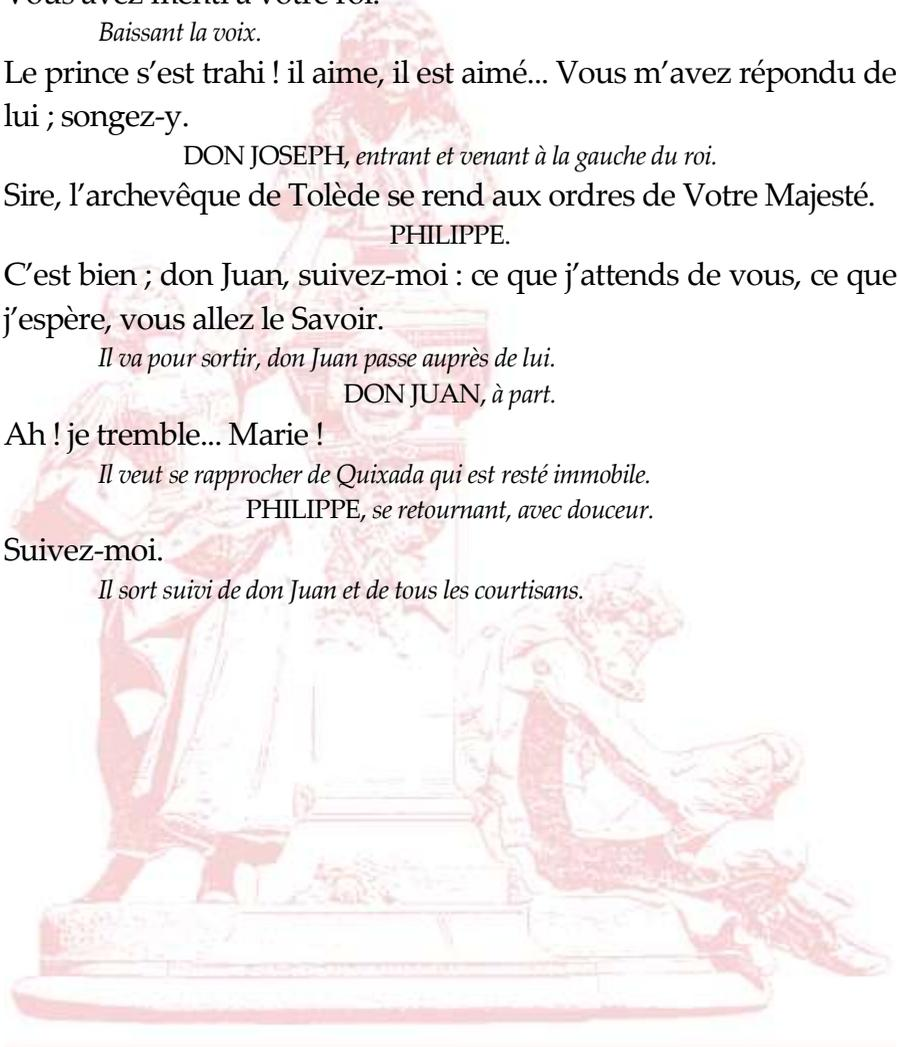 Vous avez menti à votre roi.
Baissant la voix.
Le prince s’est trahi ! il aime, il est aimé... Vous m’avez répondu de
lui ; songez-y.
DON JOSEPH, entrant et venant à la gauche du roi.
Sire, l’archevêque de Tolède se rend aux ordres de Votre Majesté.
PHILIPPE.
C’est bien ; don Juan, suivez-moi : ce que j’attends de vous, ce que
j’espère, vous allez le Savoir.
Il va pour sortir, don Juan passe auprès de lui.
DON JUAN, à part.
Ah ! je tremble... Marie !
Il veut se rapprocher de Quixada qui est resté immobile.
PHILIPPE, se retournant, avec douceur.
Suivez-moi.
Il sort suivi de don Juan et de tous les courtisans.